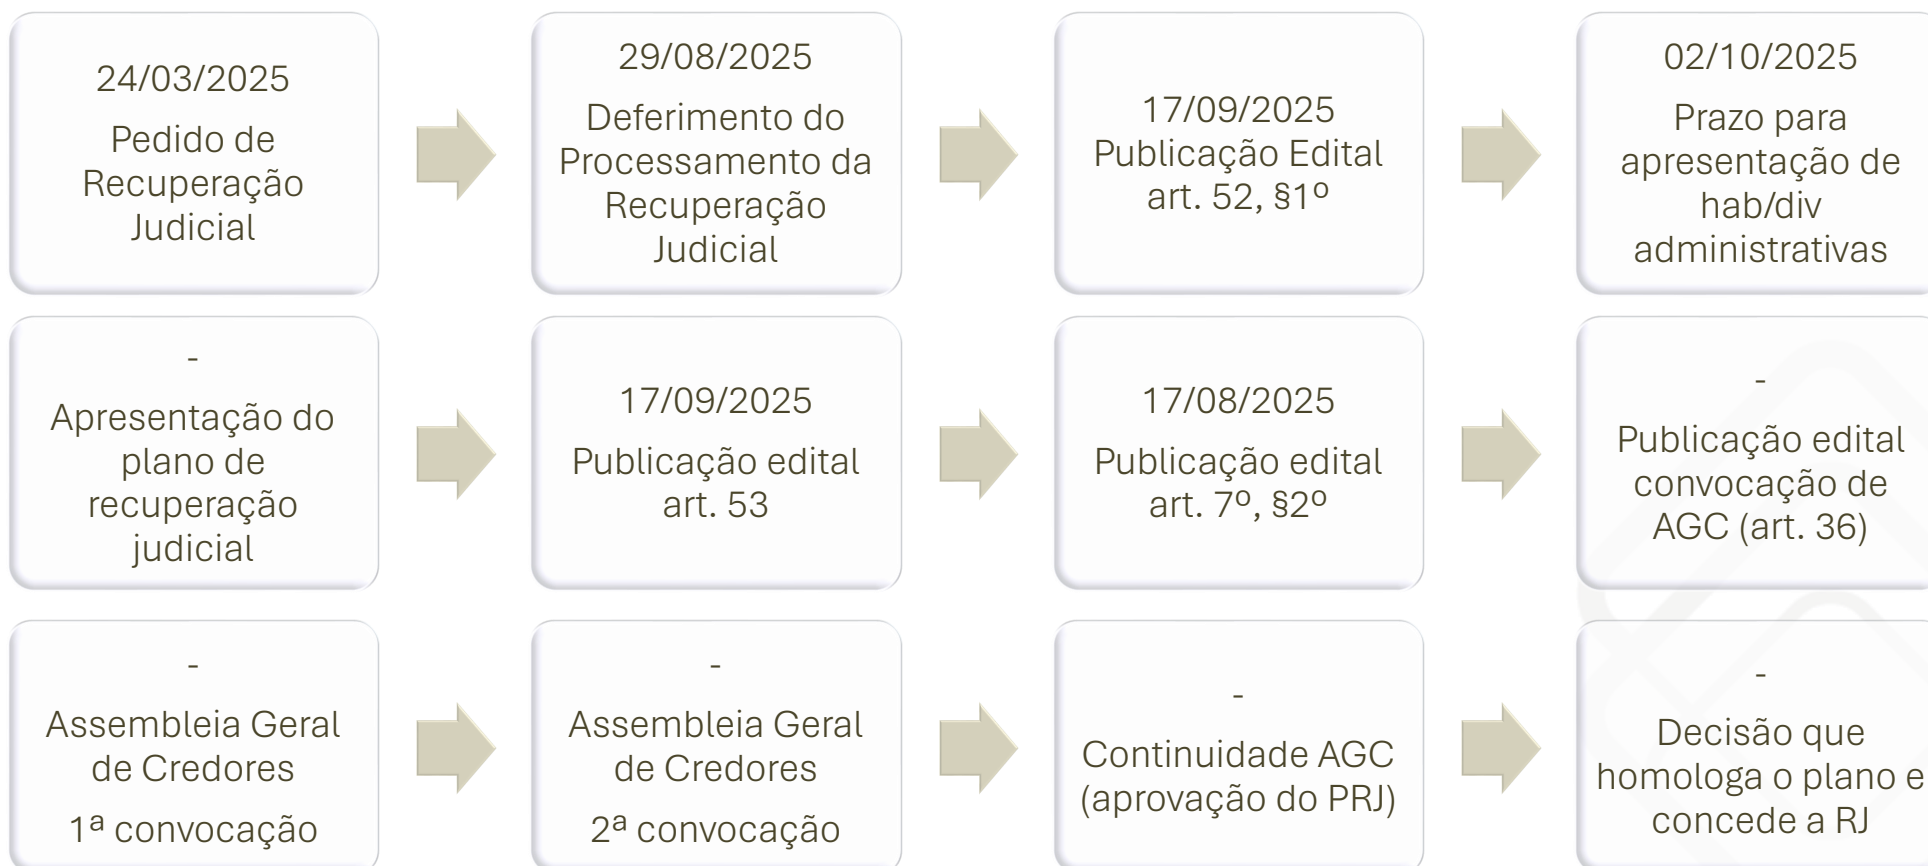 24/03/2025
Pedido de
Recuperação
Judicial
29/08/2025
Deferimento do
Processamento da
Recuperação
Judicial
17/09/2025
Publicação Edital
art. 52, §1º
02/10/2025
Prazo para
apresentação de
hab/div
administrativas
-
Apresentação do
plano de
recuperação
judicial
17/09/2025
Publicação edital
art. 53
17/08/2025
Publicação edital
art. 7º, §2º
-
Publicação edital
convocação de
AGC (art. 36)
-
Assembleia Geral
de Credores
1ª convocação
-
Assembleia Geral
de Credores
2ª convocação
-
Continuidade AGC
(aprovação do PRJ)
-
Decisão que
homologa o plano e
concede a RJ